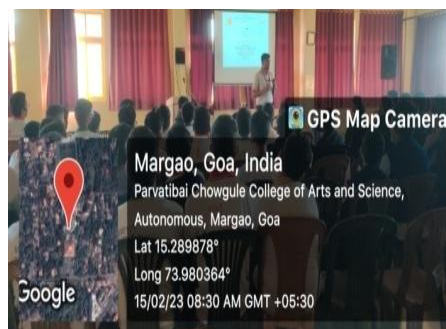 GPS Map Camera
Margao, Goa, India
Parvatibai Chowgule College of Arts and Science,
Autonomous, Margao, Goa
Lat 15.289878°
Long 73.980364°
15/02/23 08:30 AM GMT +05:30
Google